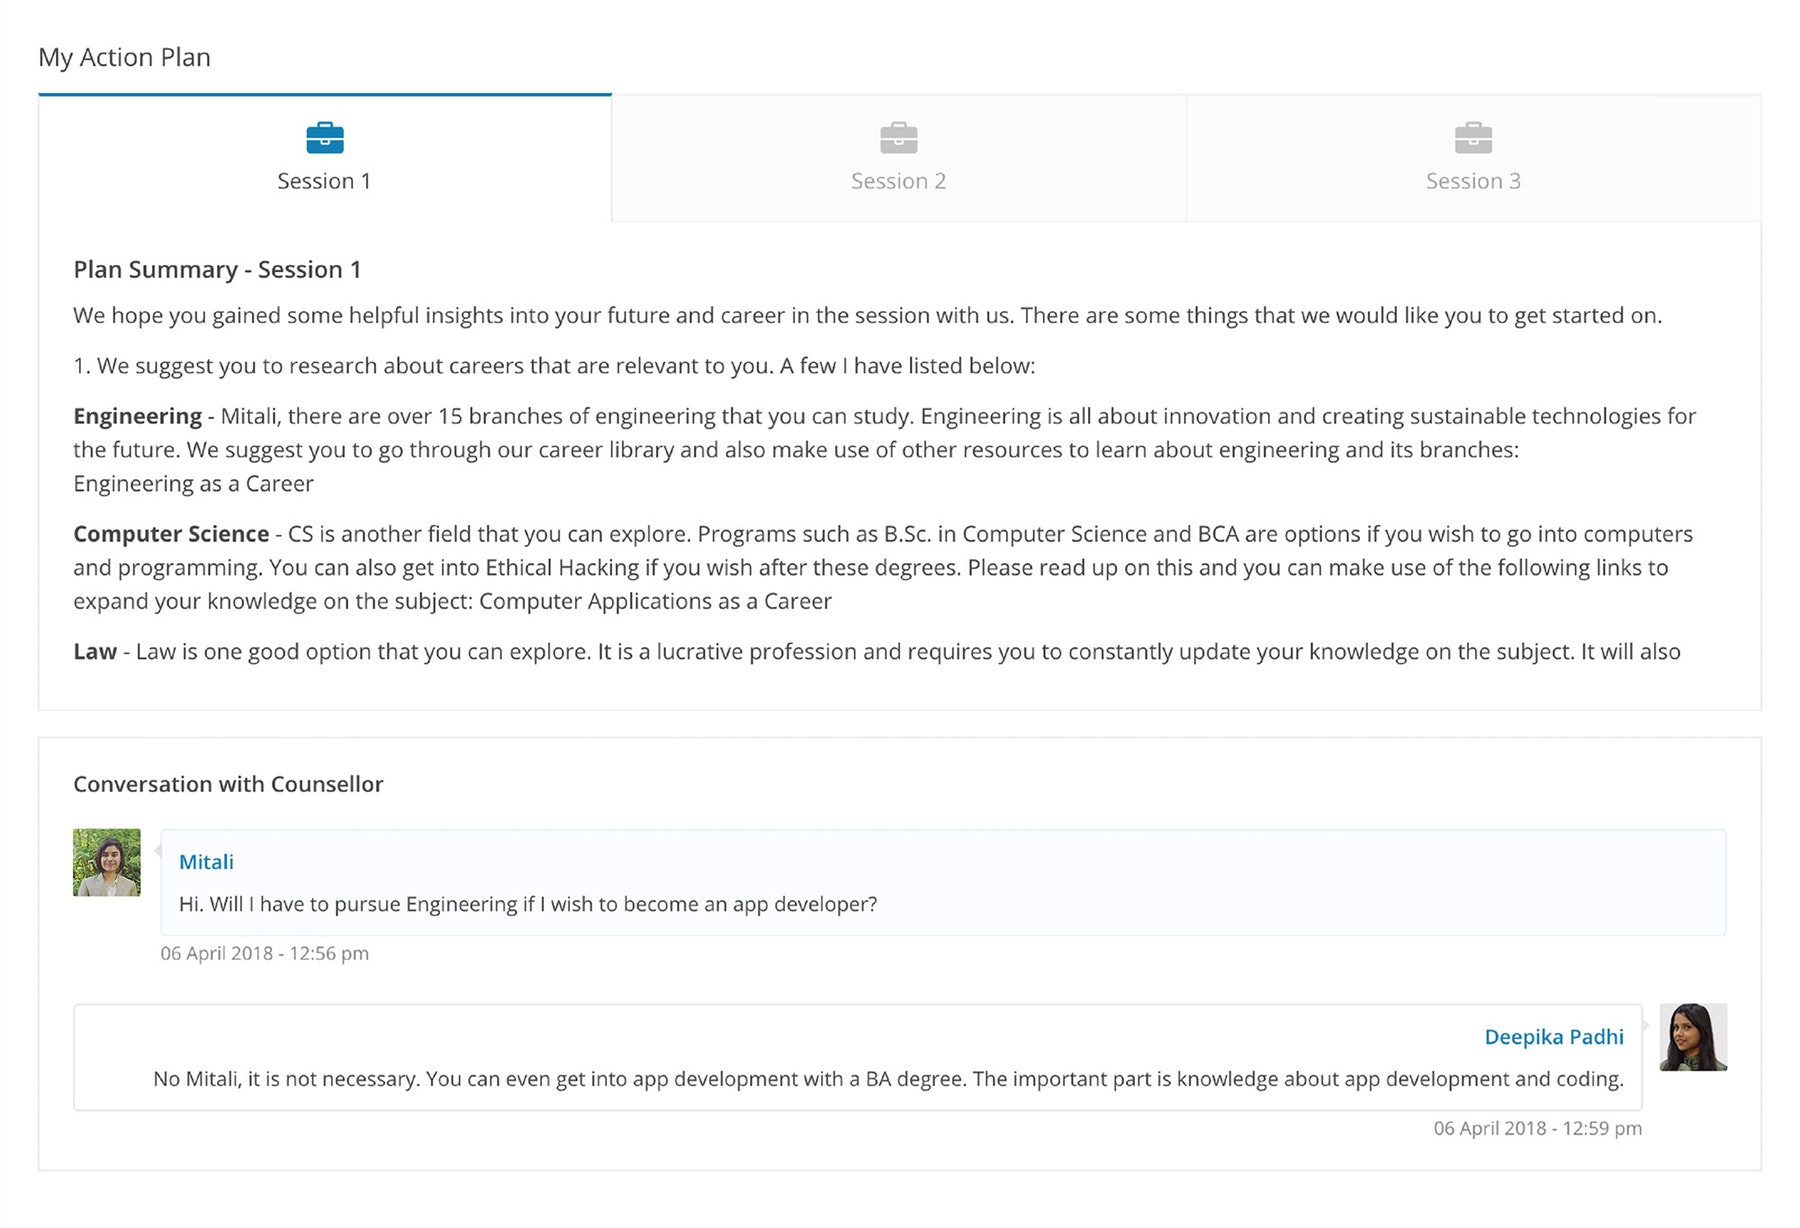 My Action Plan
Session 1
Session 2
Session 3
Plan Summary - Session 1
We hope you gained some helpful insights into your future and career in the session with us. There are some things that we would like you to get started on.
1. We suggest you to research about careers that are relevant to you. A few I have listed below:
Engineering - Mitali, there are over 15 branches of engineering that you can study. Engineering is all about innovation and creating sustainable technologies for
the future. We suggest you to go through our career library and also make use of other resources to learn about engineering and its branches:
Engineering as a Career
Computer Science - CS is another field that you can explore. Programs such as B.Sc. in Computer Science and BCA are options if you wish to go into computers
and programming. You can also get into Ethical Hacking if you wish after these degrees. Please read up on this and you can make use of the following links to
expand your knowledge on the subject: Computer Applications as a Career
Law - Law is one good option that you can explore. It is a lucrative profession and requires you to constantly update your knowledge on the subject. It will also
Conversation with Counsellor
Mitali
Hi. Will I have to pursue Engineering if I wish to become an app developer?
06 April 2018 - 12:56 pm
Deepika Padhi
No Mitali, it is not necessary. You can even get into app development with a BA degree. The important part is knowledge about app development and coding.
06 April 2018 - 12:59 pm